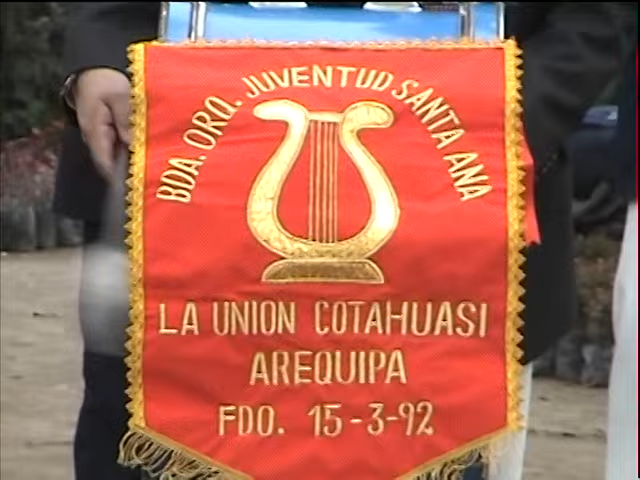 BDA. ORQ. JUVENTUD SANTA ANA
LA UNION COTAHUASI
AREQUIPA
FDO. 15-3-92